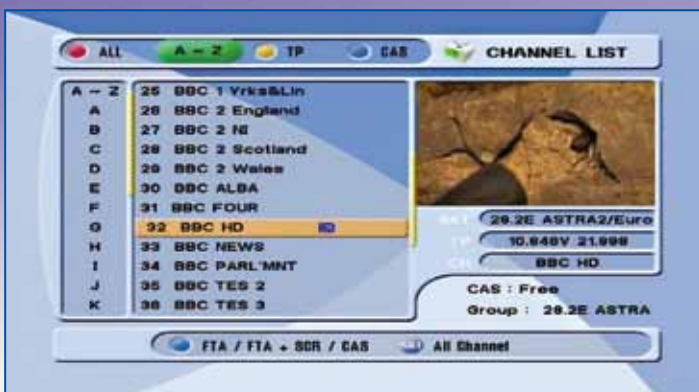 ALL A ~ Z TP CAS CHANNEL LIST
A ~ Z
A
B
C
D
E
F
G
H
I
J
K
25 BBC 1 Yrks&Lin
26 BBC 2 England
27 BBC 2 NI
28 BBC 2 Scotland
29 BBC 2 Wales
30 BBC ALBA
31 BBC FOUR
32 BBC HD
33 BBC NEWS
34 BBC PARL'MNT
35 BBC TES 2
36 BBC TES 3
SAT 28.2E ASTRA2/Euro
TP 10.846V 21.998
CH BBC HD
CAS : Free
Group : 28.2E ASTRA
FTA / FTA + SCR / CAS All Channel